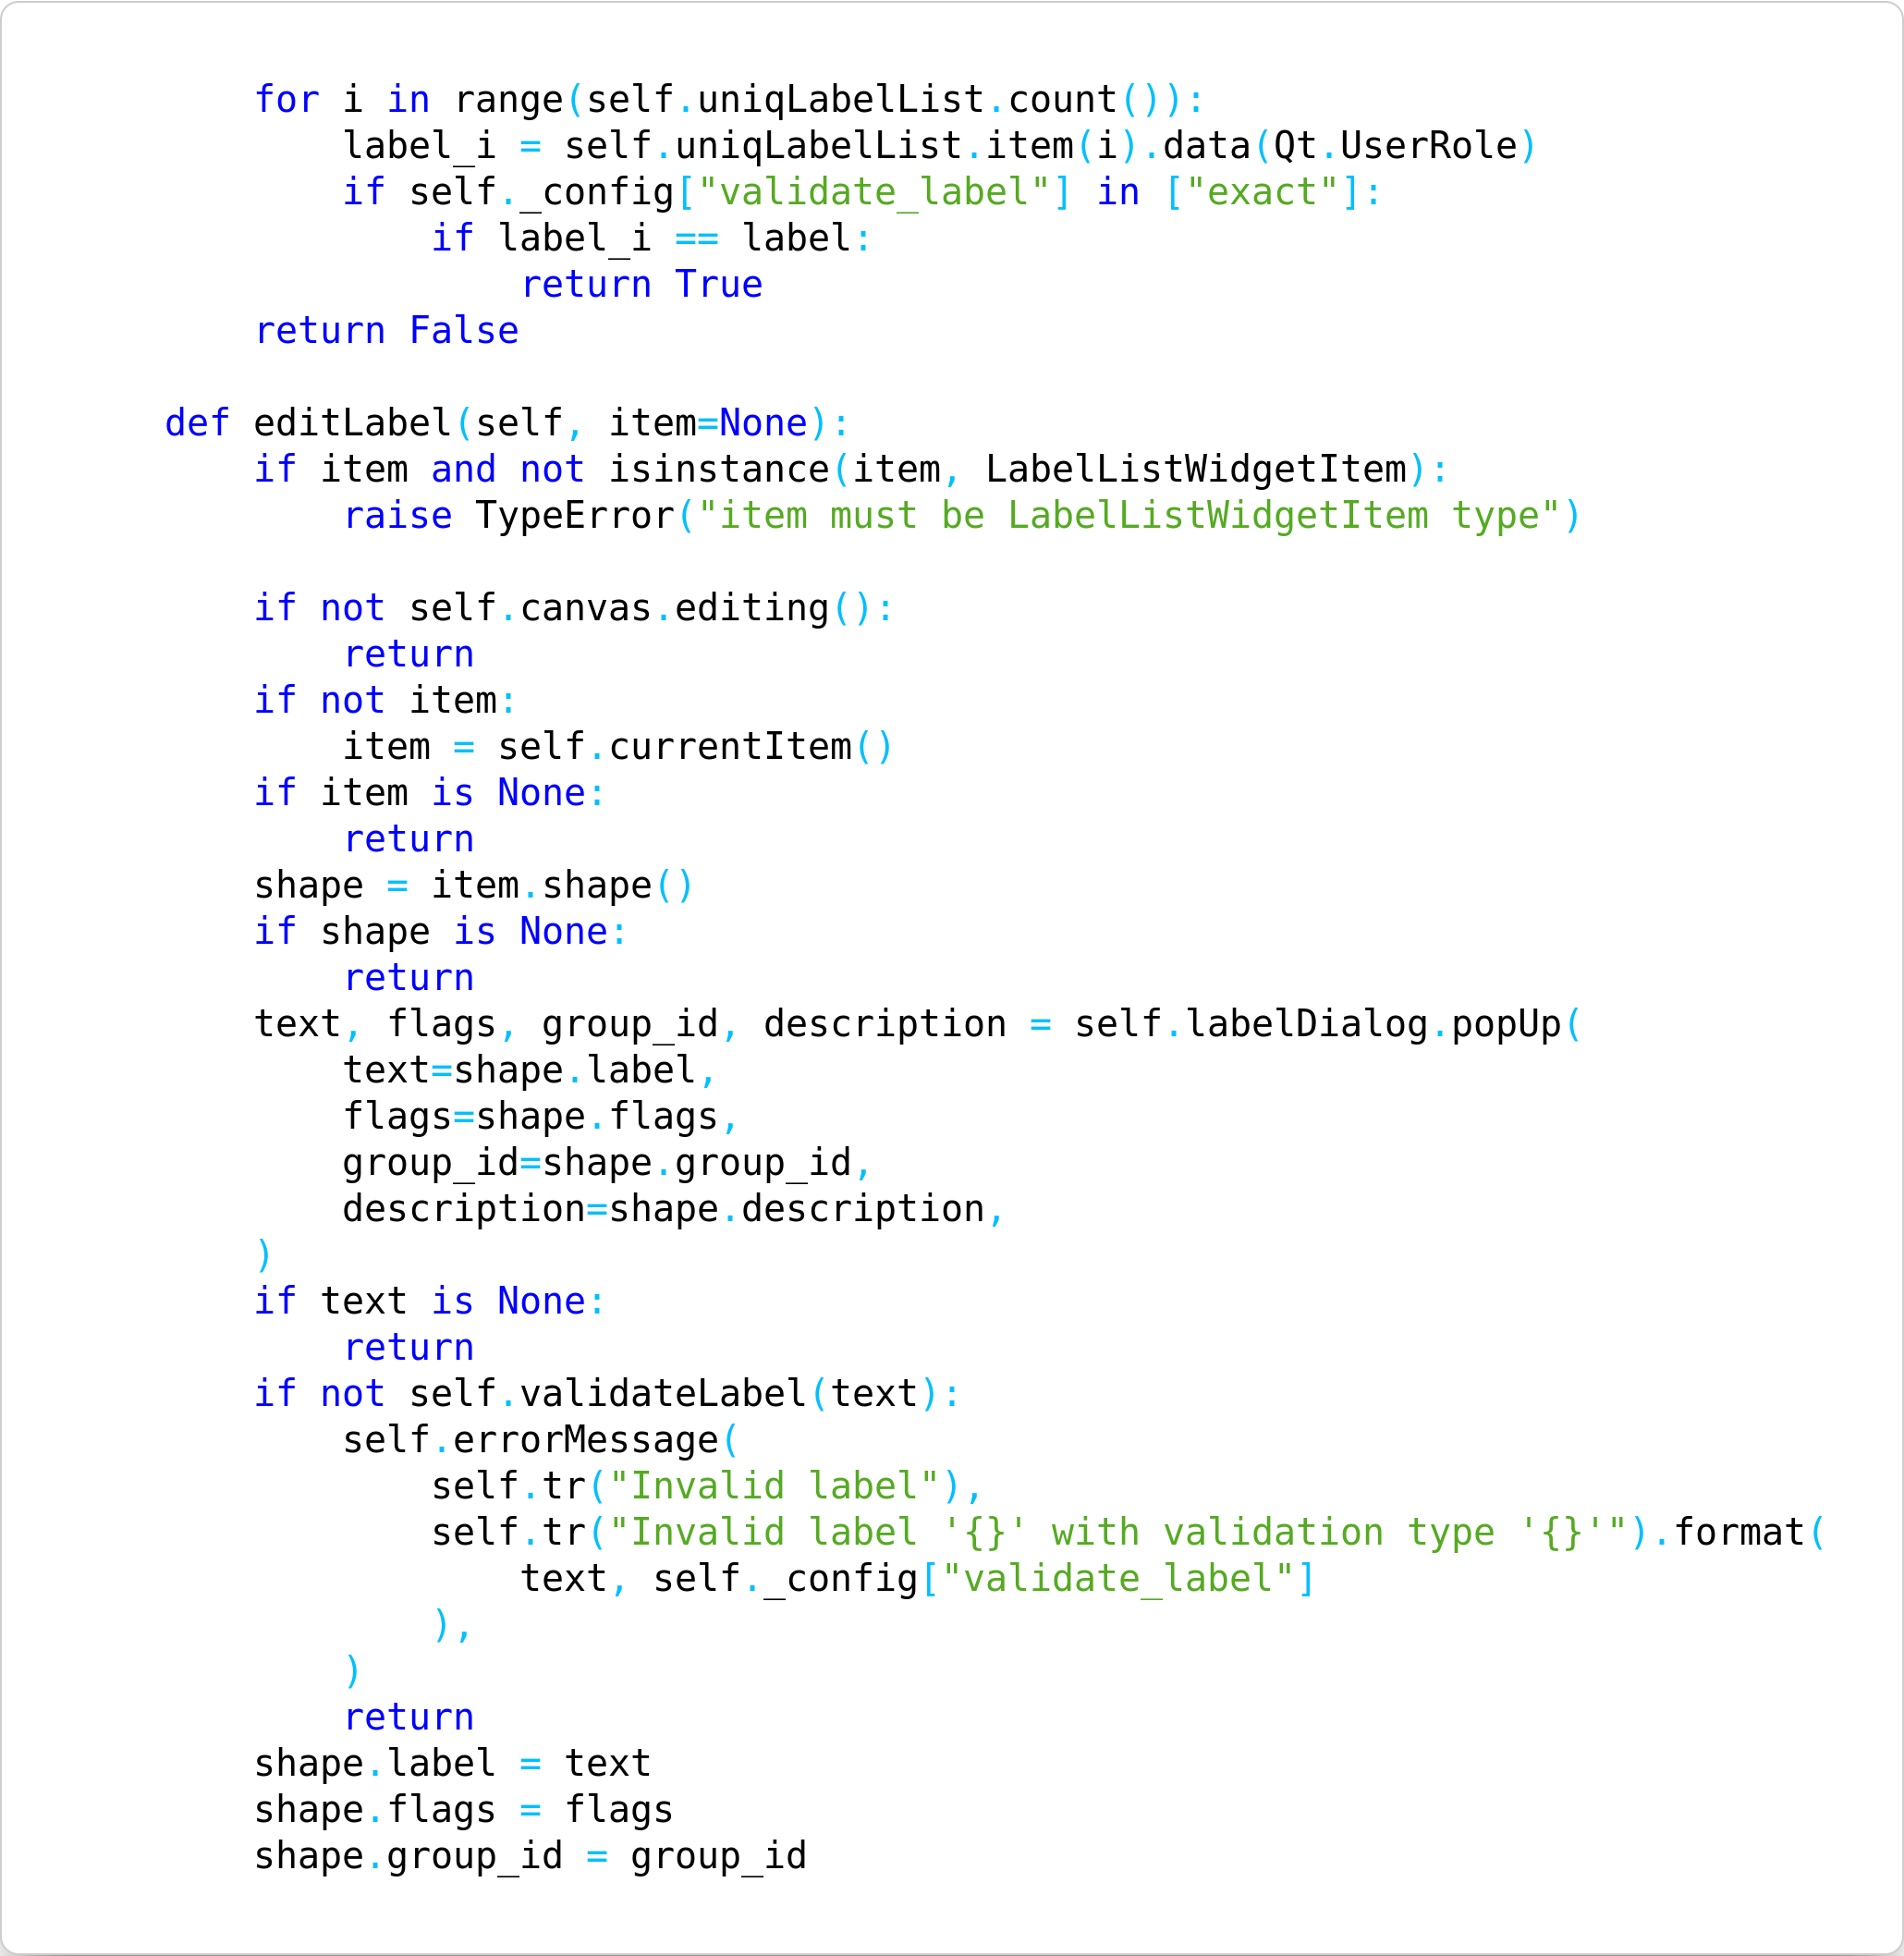 for i in range(self.uniqLabelList.count()):
            label_i = self.uniqLabelList.item(i).data(Qt.UserRole)
            if self._config["validate_label"] in ["exact"]:
                if label_i == label:
                    return True
        return False

    def editLabel(self, item=None):
        if item and not isinstance(item, LabelListWidgetItem):
            raise TypeError("item must be LabelListWidgetItem type")

        if not self.canvas.editing():
            return
        if not item:
            item = self.currentItem()
        if item is None:
            return
        shape = item.shape()
        if shape is None:
            return
        text, flags, group_id, description = self.labelDialog.popUp(
            text=shape.label,
            flags=shape.flags,
            group_id=shape.group_id,
            description=shape.description,
        )
        if text is None:
            return
        if not self.validateLabel(text):
            self.errorMessage(
                self.tr("Invalid label"),
                self.tr("Invalid label '{}' with validation type '{}'").format(
                    text, self._config["validate_label"]
                ),
            )
            return
        shape.label = text
        shape.flags = flags
        shape.group_id = group_id